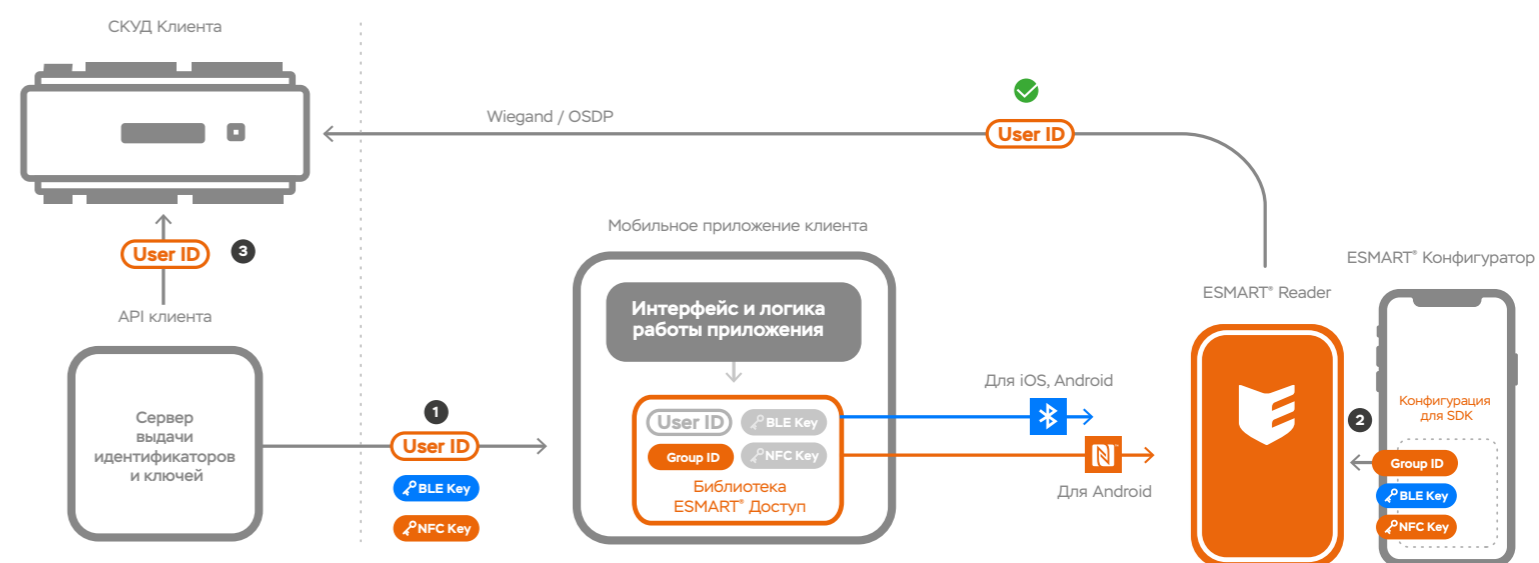 СКУД Клиента
Wiegand / OSDP
User ID
User ID
3
API клиента
Сервер
выдачи
идентификаторов
и ключей
1
User ID
BLE Key
NFC Key
Мобильное приложение клиента
Интерфейс и логика
работы приложения
User ID
BLE Key
Group ID
NFC Key
Библиотека
ESMART® Доступ
Для iOS, Android
Для Android
ESMART® Reader
ESMART® Конфигуратор
2
Конфигурация
для SDK
Group ID
BLE Key
NFC Key